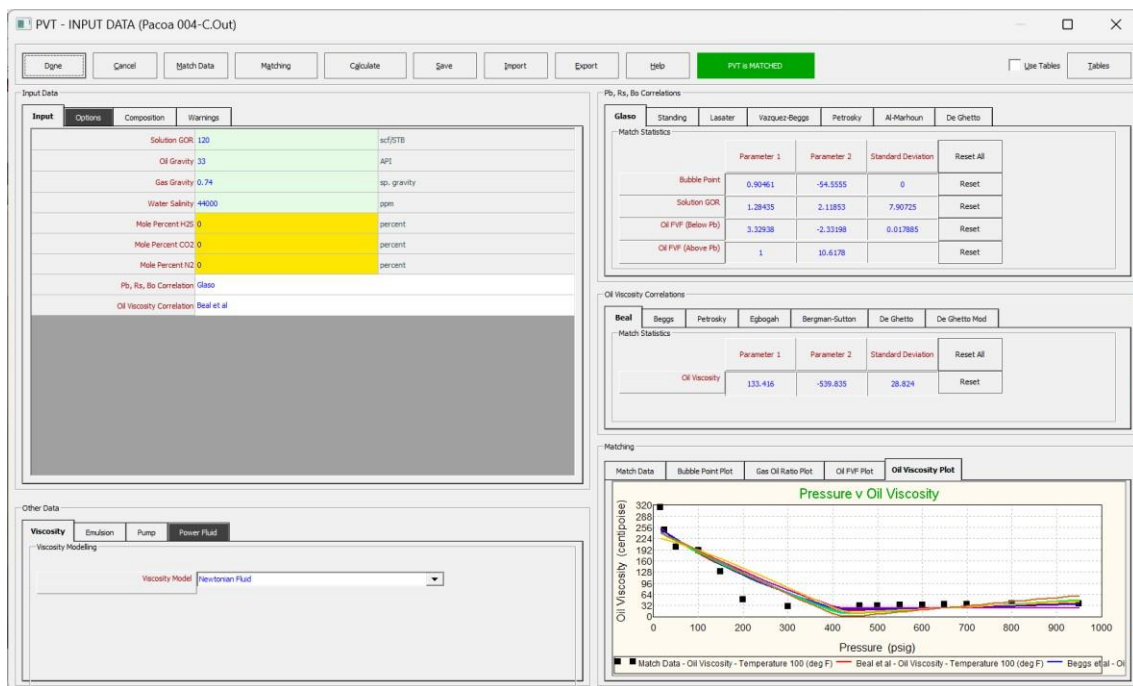 PVT - INPUT DATA (Pacoa 004-C.Out)
Done Cancel Match Data Matching Calculate Save Import Export Help PVT is MATCHED Use Tables Tables
Input Data
Input Options Composition Warnings
Solution GOR 120 scf/STB
Oil Gravity 33 API
Gas Gravity 0.74 sp. gravity
Water Salinity 44000 ppm
Mole Percent H2S 0 percent
Mole Percent CO2 0 percent
Mole Percent N2 0 percent
Pb, Rs, Bo Correlation Glaso
Oil Viscosity Correlation Beal et al
Other Data
Viscosity Emulsion Pump Power Fluid
Viscosity Modelling
Viscosity Model Newtonian Fluid
Pb, Rs, Bo Correlations
Glaso Standing Lasater Vazquez-Beggs Petrosky Al-Marhoun De Ghetto
Match Statistics
Parameter 1 Parameter 2 Standard Deviation Reset All
Bubble Point 0.90461 -54.5555 0 Reset
Solution GOR 1.28435 2.11853 7.90725 Reset
Oil FVF (Below Pb) 3.32938 -2.33198 0.017885 Reset
Oil FVF (Above Pb) 1 10.6178 Reset
Oil Viscosity Correlations
Beal Beggs Petrosky Egbogah Bergman-Sutton De Ghetto De Ghetto Mod
Match Statistics
Parameter 1 Parameter 2 Standard Deviation Reset All
Oil Viscosity 133.416 -539.835 28.824 Reset
Matching
Match Data Bubble Point Plot Gas Oil Ratio Plot Oil FVF Plot Oil Viscosity Plot
Pressure v Oil Viscosity
Oil Viscosity (centipoise)
320
288
256
224
192
160
128
96
64
32
0
0 100 200 300 400 500 600 700 800 900 1000
Pressure (psig)
Match Data - Oil Viscosity - Temperature 100 (deg F) Beal et al - Oil Viscosity - Temperature 100 (deg F) Beggs et al - Oi